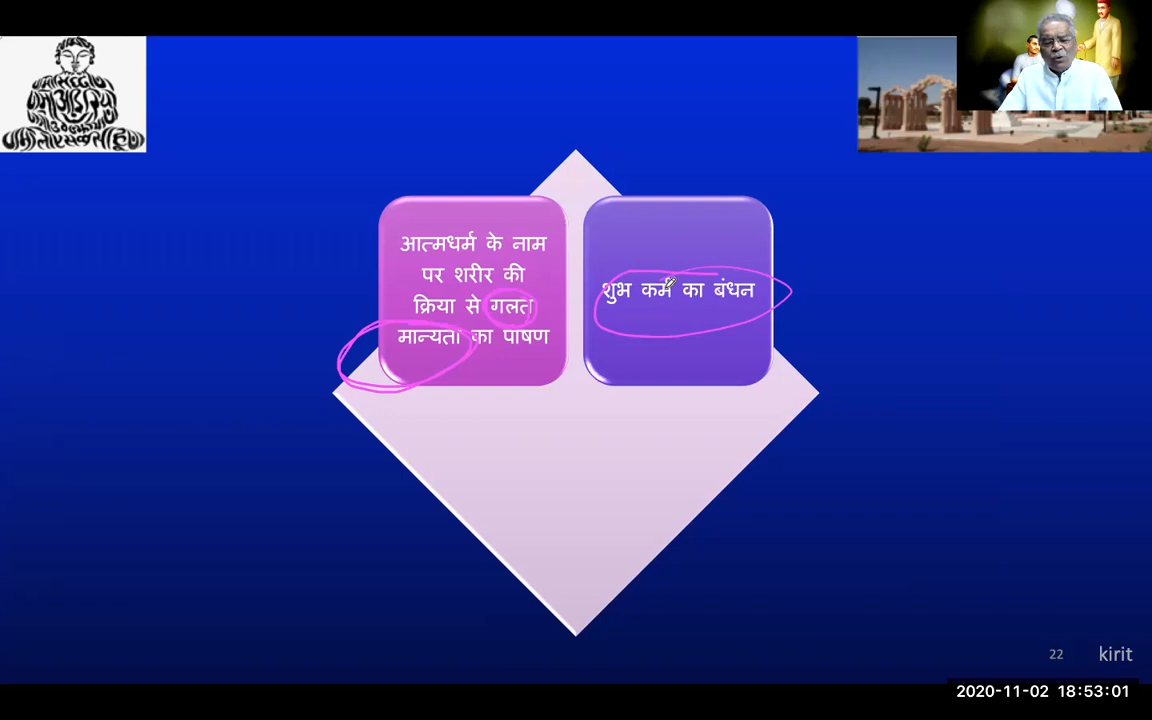 आत्मधर्म के नाम
पर शरीर की
क्रिया से गलत
मान्यता का पोषण
शुभ कर्म का बंधन
22
kirit
2020-11-02 18:53:01